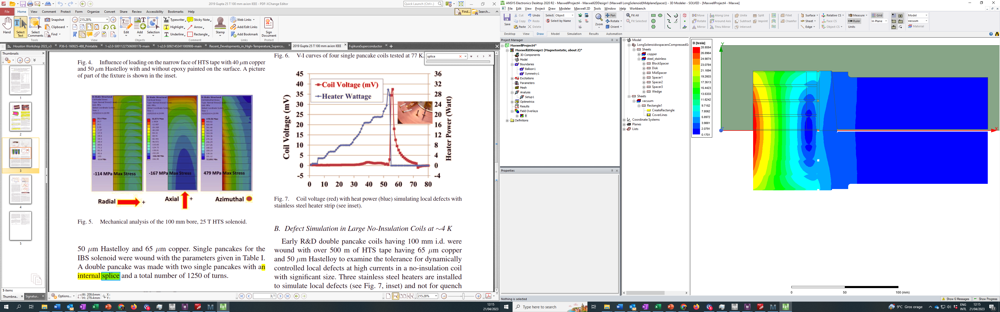 2019 Gupta 25 T 100 mm axion IEEE - PDF-XChange Editor
Quick Launch (Ctrl+.)
File Home View Comment Protect Form Organize Convert Share Review Accessibility Bookmarks Help
Find... Search...
Hand
Select Text
Select Comments
Snapshot
Clipboard
Find
Tools
215.28%
View
Edit
Add
Selection
Objects
Typewriter
Highlight
Underline
Sticky Note
Arrow
Rectangle
Stamp
Comment
Web Links
Add/Edit Links
Add Bookmark
Links
Sign Document
Protect
Houston Workshop 2023_v3
P36-E-160825-488_Printable
1-s2.0-S0011227506000178-main
1-s2.0-S0921453411000906-main
Recent_Developments_in_High-Temperature_Superco...
2019 Gupta 25 T 100 mm axion IEEE
FujikuraSuperconductor
Thumbnails
1
2
3
4
5
5 items
Thumbna...
Signatur...
splice
Fig. 4. Influence of loading on the narrow face of HTS tape with 40 μm copper
and 50 μm Hastelloy with and without epoxy painted on the surface. A picture
of part of the fixture is shown in the inset.
-114 MPa Max Stress
-167 MPa Max Stress
479 MPa Max Stress
Radial +
Axial +
Azimuthal
Fig. 5. Mechanical analysis of the 100 mm bore, 25 T HTS solenoid.
50 μm Hastelloy and 65 μm copper. Single pancakes for the
IBS solenoid were wound with the parameters given in Table I.
A double pancake was made with two single pancakes with an
internal splice and a total number of 1250 of turns.
Fig. 6. V-I curves of four single pancake coils tested at 77 K.
Coil Voltage (mV)
Heater Wattage
Coil Voltage (mV)
45
40
35
30
25
20
15
10
5
0
-5
36
32
28
24
20
16
12
8
4
0
-4
Heater Power (Watt)
0 10 20 30 40 50 60 70 80
Fig. 7. Coil voltage (red) with heat power (blue) simulating local defects with
stainless steel heater strip (see inset).
B. Defect Simulation in Large No-Insulation Coils at ~4 K
Early R&D double pancake coils having 100 mm i.d. were
wound with over 500 m of HTS tape having 65 μm copper
and 50 μm Hastelloy to examine the tolerance for dynamically
controlled local defects at high currents in a no-insulation coil
with significant size. Three stainless steel heaters are installed
to simulate local defects (see Fig. 7, inset) and not for quench
Options...
W: 209.6mm
H: 279.4mm
X:
Y:
3/5
215.28%
12:15
21/04/2023
ANSYS Electronics Desktop 2020 R2 - MaxwellProject4 - Maxwell2DDesign1 (Maxwell LongSolenoid(MidplaneSpacer)) - 3D Modeler - SOLVED - [MaxwellProject4 - Maxwe]
File Edit View Project Draw Modeler Maxwell 2D Tools Window Help Workbench
Save
Cut
Copy
Paste
Undo
Redo
Delete
Select: Object
Select by Name
Zoom
Pan
Rotate
Orient
Fit All
Fit Selected
Move
Rotate
Mirror
Along Line
Around Axis
Thru Mirror
Unite
Subtract
Intersect
Split
Imprint
Fillet
Chamfer
Surface
Sheet
Edge
Relative CS
Face CS
Object CS
Measure
Ruler
Units
Grid
In Plane
Model
vacuum
Material
Desktop View Draw Model Simulation Results Automation
Project Manager
MaxwellProject4*
Maxwell2DDesign1 (Magnetostatic, about Z)*
3D Components
Model
Boundaries
Balloon1
Symmetry1
Excitations
Parameters
Mesh
Analysis
Setup1
Optimetrics
Results
Field Overlays
B
Definitions
Properties
Model
LongSolenoidwspacersCompressedGe
Sheets
copper
steel_stainless
BlockSpacer
Disk
MidSpacer
Spacer1
Spacer2
Spacer3
Wedge
Sheets
vacuum
Rectangle1
CreateRectangle
CoverLines
Coordinate Systems
Planes
Lists
B [tesla]
28.8054
26.8964
24.9874
23.0784
21.1694
19.2603
17.3513
15.4423
13.5333
11.6242
9.7152
7.8062
5.8972
3.9881
2.0791
0.1701
Y
X
Z
0 50 100 (mm)
Nothing is selected
Show 6 Messages
Show Progress
Type here to search
9°C Gros orage
ENG
INTL
12:15
21/04/2023
33